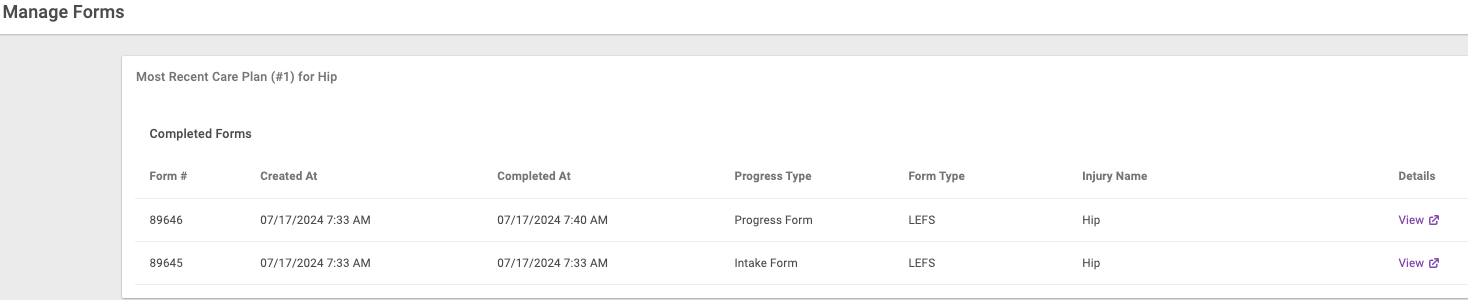 Manage Forms
Most Recent Care Plan (#1) for Hip
Completed Forms
Form # Created At Completed At Progress Type Form Type Injury Name Details
89646 07/17/2024 7:33 AM 07/17/2024 7:40 AM Progress Form LEFS Hip View
89645 07/17/2024 7:33 AM 07/17/2024 7:33 AM Intake Form LEFS Hip View